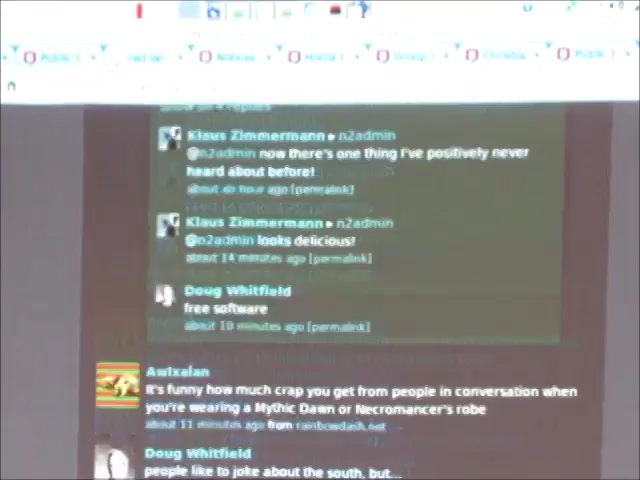 Klaus Zimmermann ▸ n2admin
@n2admin now there's one thing I've positively never
heard about before!
about an hour ago [permalink]
Klaus Zimmermann ▸ n2admin
@n2admin looks delicious!
about 14 minutes ago [permalink]
Doug Whitfield
free software
about 10 minutes ago [permalink]
Awlxalan
It's funny how much crap you get from people in conversation when
you're wearing a Mythic Dawn or Necromancer's robe
about 11 minutes ago from rainbowdash.net
Doug Whitfield
people like to joke about the south, but...